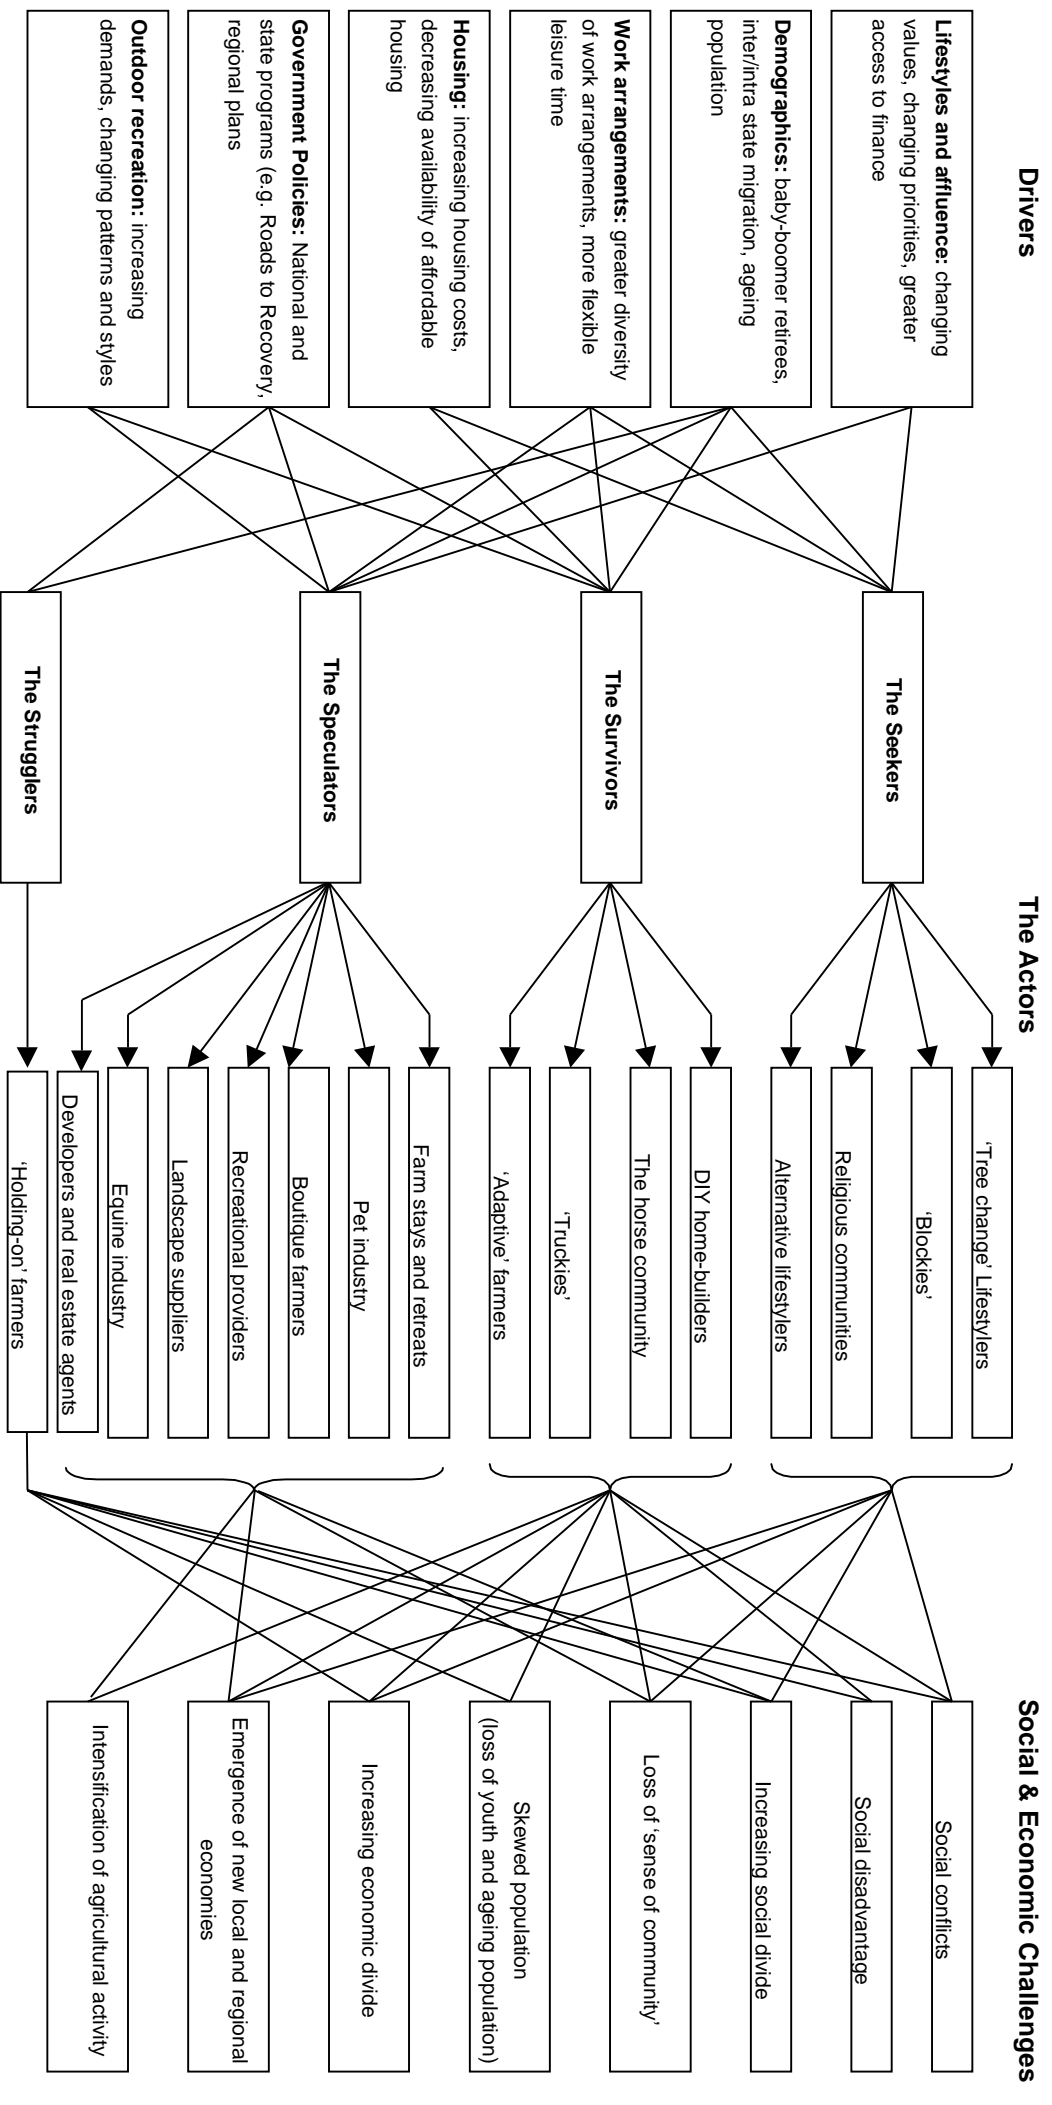 Drivers
The Actors
Social & Economic Challenges
Lifestyles and affluence: changing
values, changing priorities, greater
access to finance
Demographics: baby-boomer retirees,
inter/intra state migration, ageing
population
Work arrangements: greater diversity
of work arrangements, more flexible
leisure time
Housing: increasing housing costs,
decreasing availability of affordable
housing
Government Policies: National and
state programs (e.g. Roads to Recovery,
regional plans
Outdoor recreation: increasing
demands, changing patterns and styles
The Seekers
The Survivors
The Speculators
The Strugglers
‘Tree change’ Lifestylers
‘Blockies’
Religious communities
Alternative lifestylers
DIY home-builders
The horse community
‘Truckies’
‘Adaptive’ farmers
Farm stays and retreats
Pet industry
Boutique farmers
Recreational providers
Landscape suppliers
Equine industry
Developers and real estate agents
‘Holding-on’ farmers
Social conflicts
Social disadvantage
Increasing social divide
Loss of ‘sense of community’
Skewed population
(loss of youth and ageing population)
Increasing economic divide
Emergence of new local and regional
economies
Intensification of agricultural activity